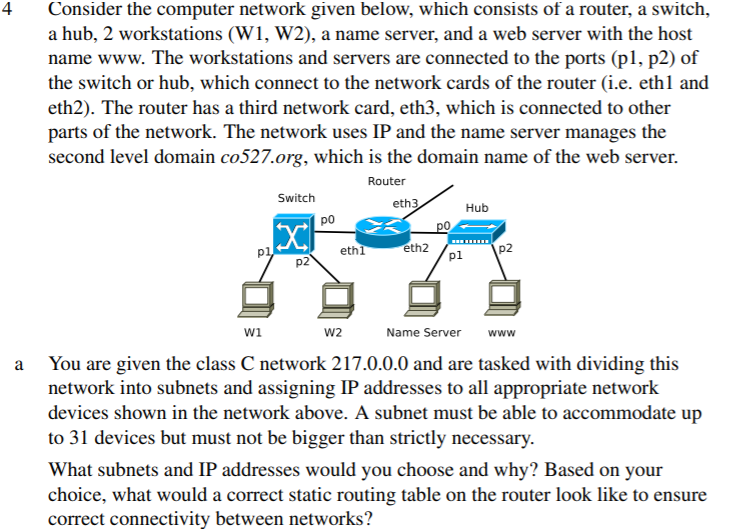 4 Consider the computer network given below, which consists of a router, a switch,
a hub, 2 workstations (W1, W2), a name server, and a web server with the host
name www. The workstations and servers are connected to the ports (p1, p2) of
the switch or hub, which connect to the network cards of the router (i.e. eth1 and
eth2). The router has a third network card, eth3, which is connected to other
parts of the network. The network uses IP and the name server manages the
second level domain co527.org, which is the domain name of the web server.
Router
Switch
eth3
Hub
p0
p0
p1
p2
eth1
eth2
p1
p2
W1
W2
Name Server
www
a You are given the class C network 217.0.0.0 and are tasked with dividing this
network into subnets and assigning IP addresses to all appropriate network
devices shown in the network above. A subnet must be able to accommodate up
to 31 devices but must not be bigger than strictly necessary.
What subnets and IP addresses would you choose and why? Based on your
choice, what would a correct static routing table on the router look like to ensure
correct connectivity between networks?